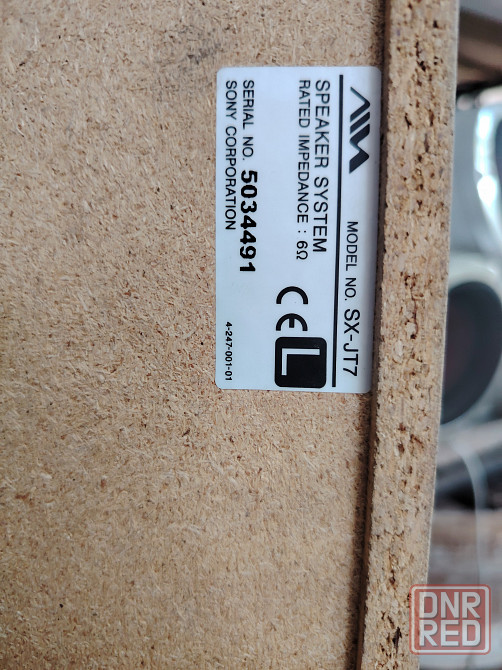 AIWA
MODEL NO. SX-JT7
SPEAKER SYSTEM
RATED IMPEDANCE : 6Ω
CE L
SERIAL NO. 5034491
SONY CORPORATION
4-247-001-01
DNR
RED